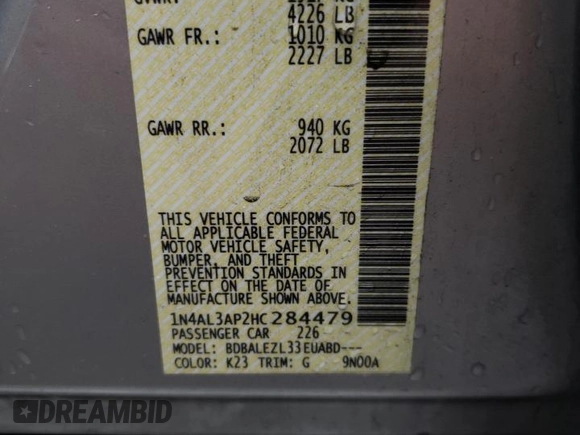 GVWR:
4226 LB
GAWR FR.: 1010 KG
2227 LB
GAWR RR.: 940 KG
2072 LB
THIS VEHICLE CONFORMS TO
ALL APPLICABLE FEDERAL
MOTOR VEHICLE SAFETY,
BUMPER, AND THEFT
PREVENTION STANDARDS IN
EFFECT ON THE DATE OF
MANUFACTURE SHOWN ABOVE.
1N4AL3AP2HC284479
PASSENGER CAR 226
MODEL: BDBALEZL33EUABD---
COLOR: K23 TRIM: G 9N00A
DREAMBID